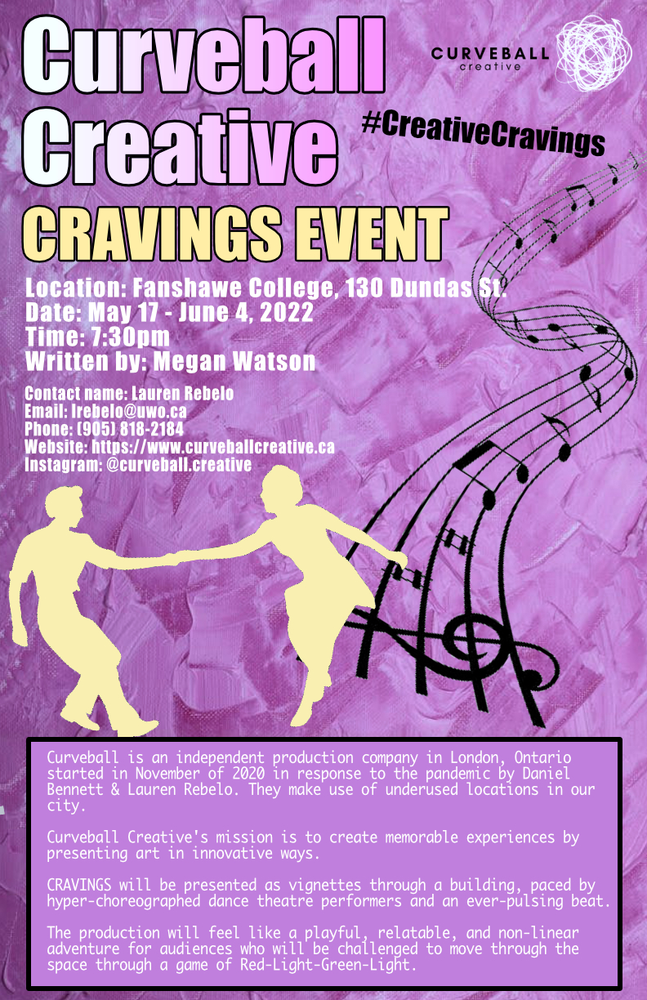 Curveball
Creative
CURVEBALL
creative
#CreativeCravings
CRAVINGS EVENT
Location: Fanshawe College, 130 Dundas St.
Date: May 17 - June 4, 2022
Time: 7:30pm
Written by: Megan Watson
Contact name: Lauren Rebelo
Email: lrebelo@uwo.ca
Phone: (905) 818-2184
Website: https://www.curveballcreative.ca
Instagram: @curveball.creative
Curveball is an independent production company in London, Ontario
started in November of 2020 in response to the pandemic by Daniel
Bennett & Lauren Rebelo. They make use of underused locations in our
city.
Curveball Creative's mission is to create memorable experiences by
presenting art in innovative ways.
CRAVINGS will be presented as vignettes through a building, paced by
hyper-choreographed dance theatre performers and an ever-pulsing beat.
The production will feel like a playful, relatable, and non-linear
adventure for audiences who will be challenged to move through the
space through a game of Red-Light-Green-Light.